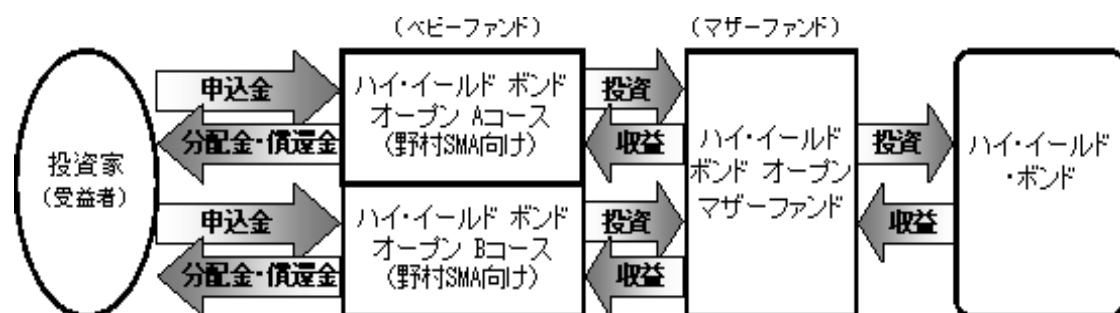 （ベビーファンド）
（マザーファンド）
申込金
分配金・償還金
申込金
分配金・償還金
投資家
（受益者）
ハイ・イールド ボンド
オープン Aコース
（野村SMA向け）
ハイ・イールド ボンド
オープン Bコース
（野村SMA向け）
投資
収益
投資
収益
ハイ・イールド
ボンド オープン
マザーファンド
投資
収益
ハイ・イールド
・ボンド